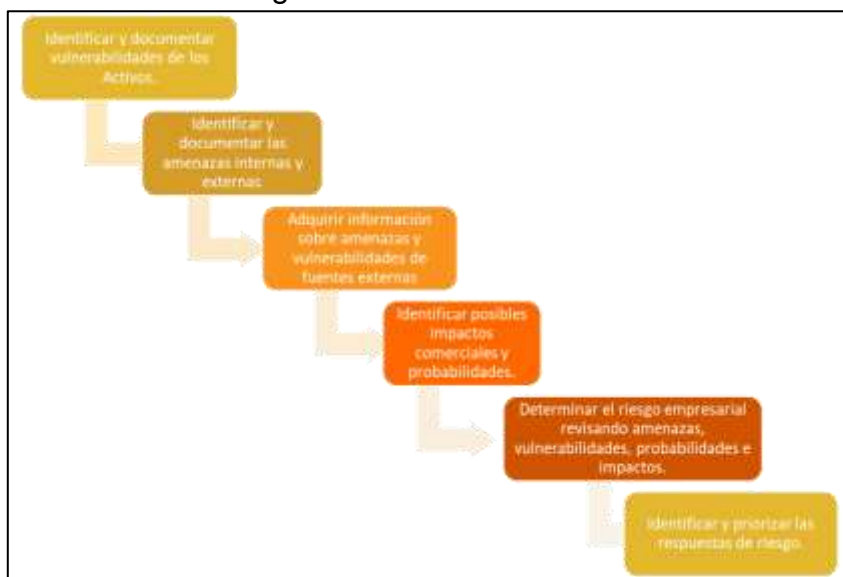 Identificar y documentar
vulnerabilidades de los
Activos.
Identificar y
documentar las
amenazas internas y
externas
Adquirir información
sobre amenazas y
vulnerabilidades de
fuentes externas
Identificar posibles
impactos
comerciales y
probabilidades.
Determinar el riesgo empresarial
revisando amenazas,
vulnerabilidades, probabilidades e
impactos.
Identificar y priorizar las
respuestas de riesgo.